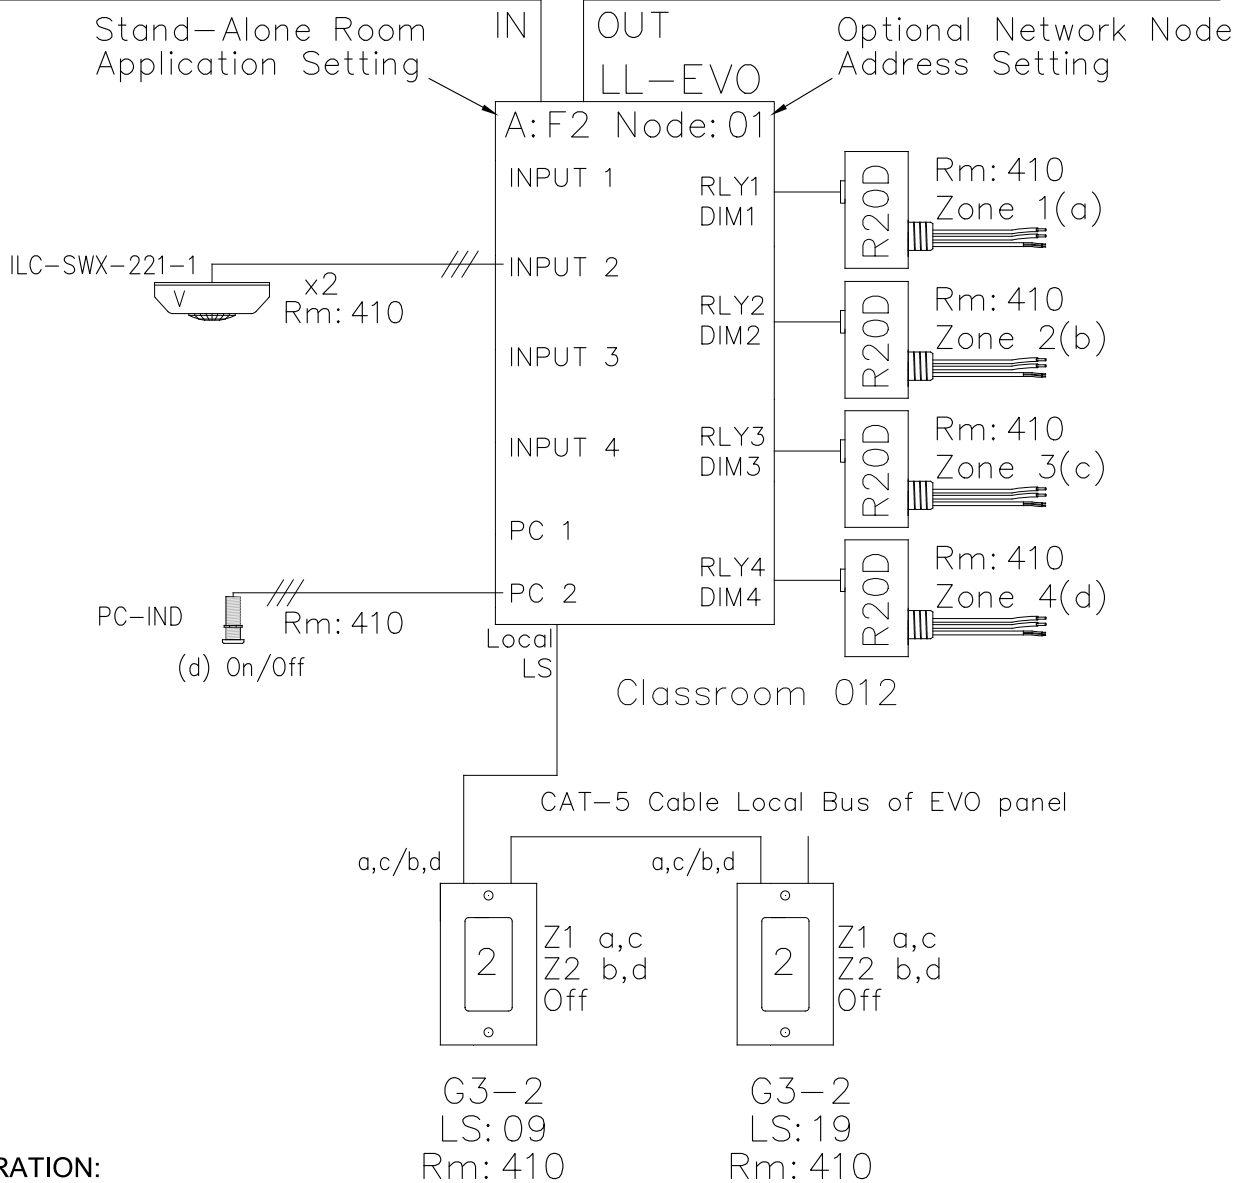 Stand-Alone Room
Application Setting
IN
OUT
LL-EVO
Optional Network Node
Address Setting
A: F2 Node: 01
INPUT 1
RLY1
DIM1
R20D
Rm: 410
Zone 1(a)
ILC-SWX-221-1
V
x2
Rm: 410
INPUT 2
RLY2
DIM2
R20D
Rm: 410
Zone 2(b)
INPUT 3
INPUT 4
RLY3
DIM3
R20D
Rm: 410
Zone 3(c)
PC 1
PC 2
RLY4
DIM4
R20D
Rm: 410
Zone 4(d)
PC-IND
Rm: 410
(d) On/Off
Local
LS
Classroom 012
CAT-5 Cable Local Bus of EVO panel
a,c/b,d
a,c/b,d
2
Z1 a,c
Z2 b,d
Off
2
Z1 a,c
Z2 b,d
Off
G3-2
LS: 09
Rm: 410
G3-2
LS: 19
Rm: 410
RATION: